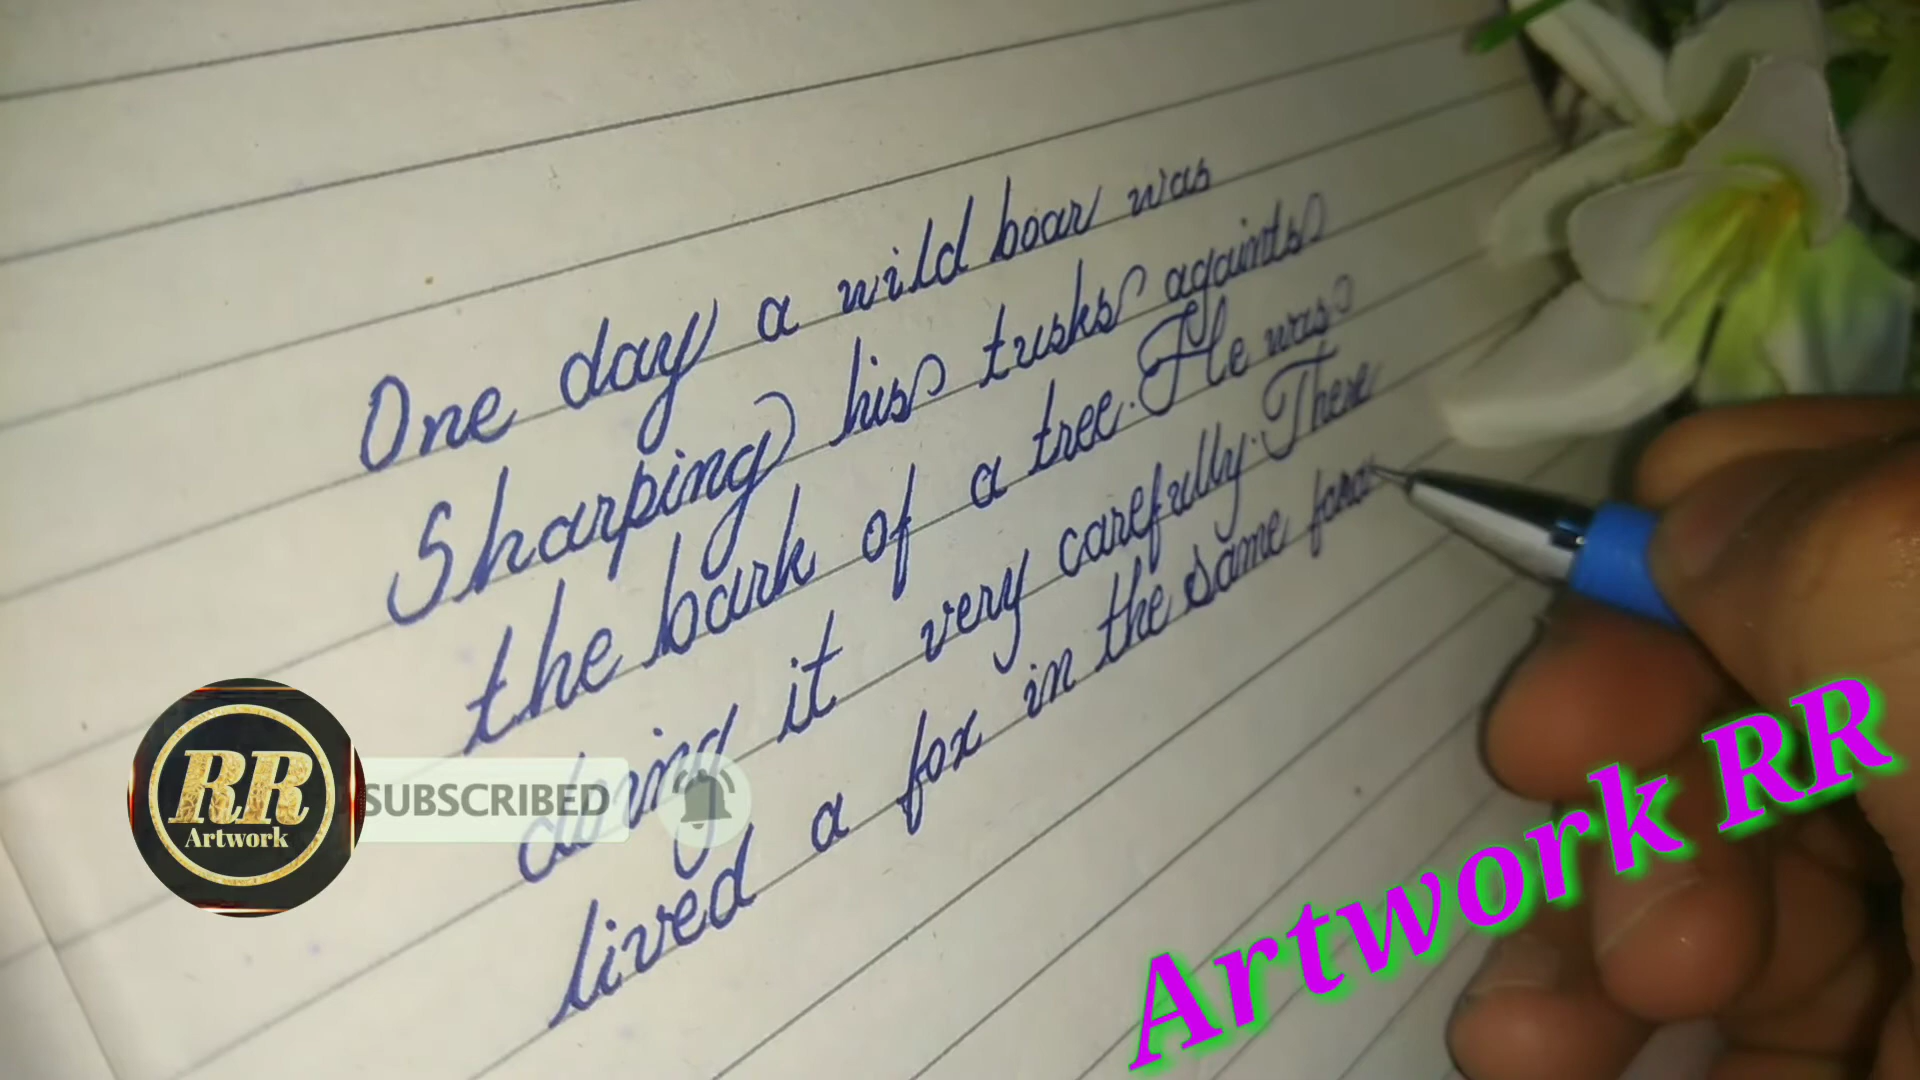 One day a wild boar was
Sharping his tusks againts
the bark of a tree. He was
doing it very carefully. There
lived a fox in the same
RR
Artwork
SUBSCRIBED
Artwork RR